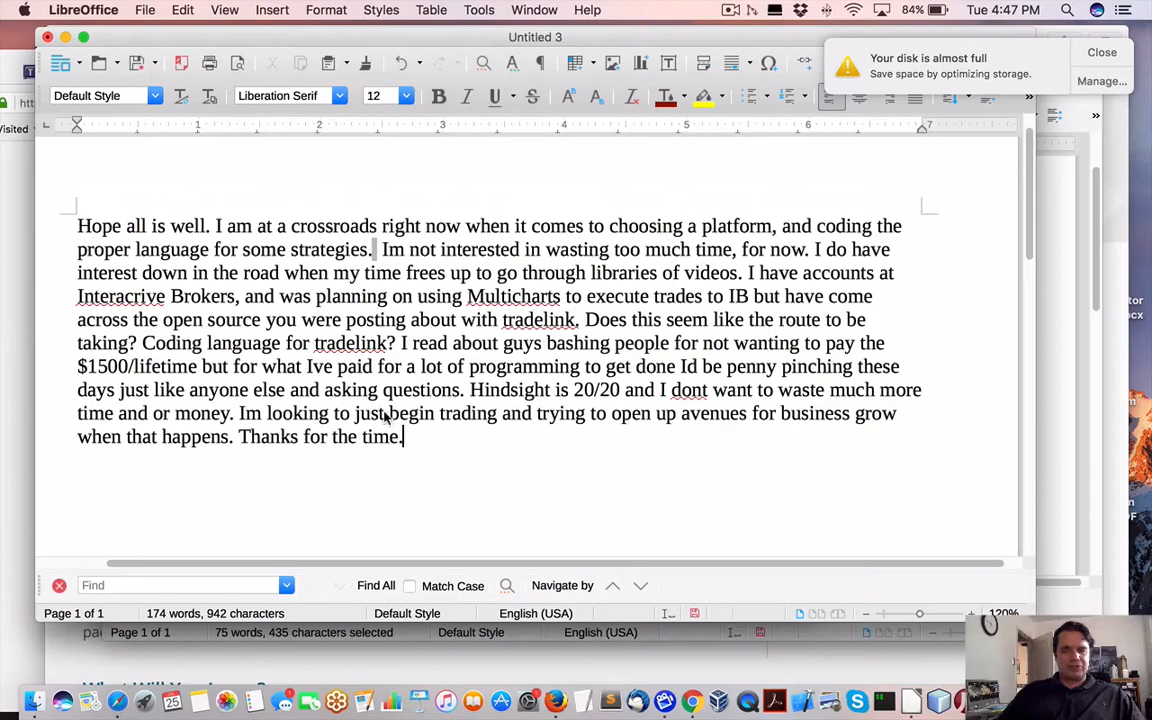 LibreOffice File Edit View Insert Format Styles Table Tools Window Help 84% Tue 4:47 PM
Untitled 3
Your disk is almost full
Save space by optimizing storage.
Close
Manage...
Default Style Liberation Serif 12
1 2 3 4 5 6 7
Visited
Hope all is well. I am at a crossroads right now when it comes to choosing a platform, and coding the
proper language for some strategies. Im not interested in wasting too much time, for now. I do have
interest down in the road when my time frees up to go through libraries of videos. I have accounts at
Interacrive Brokers, and was planning on using Multicharts to execute trades to IB but have come
across the open source you were posting about with tradelink. Does this seem like the route to be
taking? Coding language for tradelink? I read about guys bashing people for not wanting to pay the
$1500/lifetime but for what Ive paid for a lot of programming to get done Id be penny pinching these
days just like anyone else and asking questions. Hindsight is 20/20 and I dont want to waste much more
time and or money. Im looking to just begin trading and trying to open up avenues for business grow
when that happens. Thanks for the time.
Find Find All Match Case Navigate by
Page 1 of 1 174 words, 942 characters Default Style English (USA) 120%
Page 1 of 1 75 words, 435 characters selected Default Style English (USA)